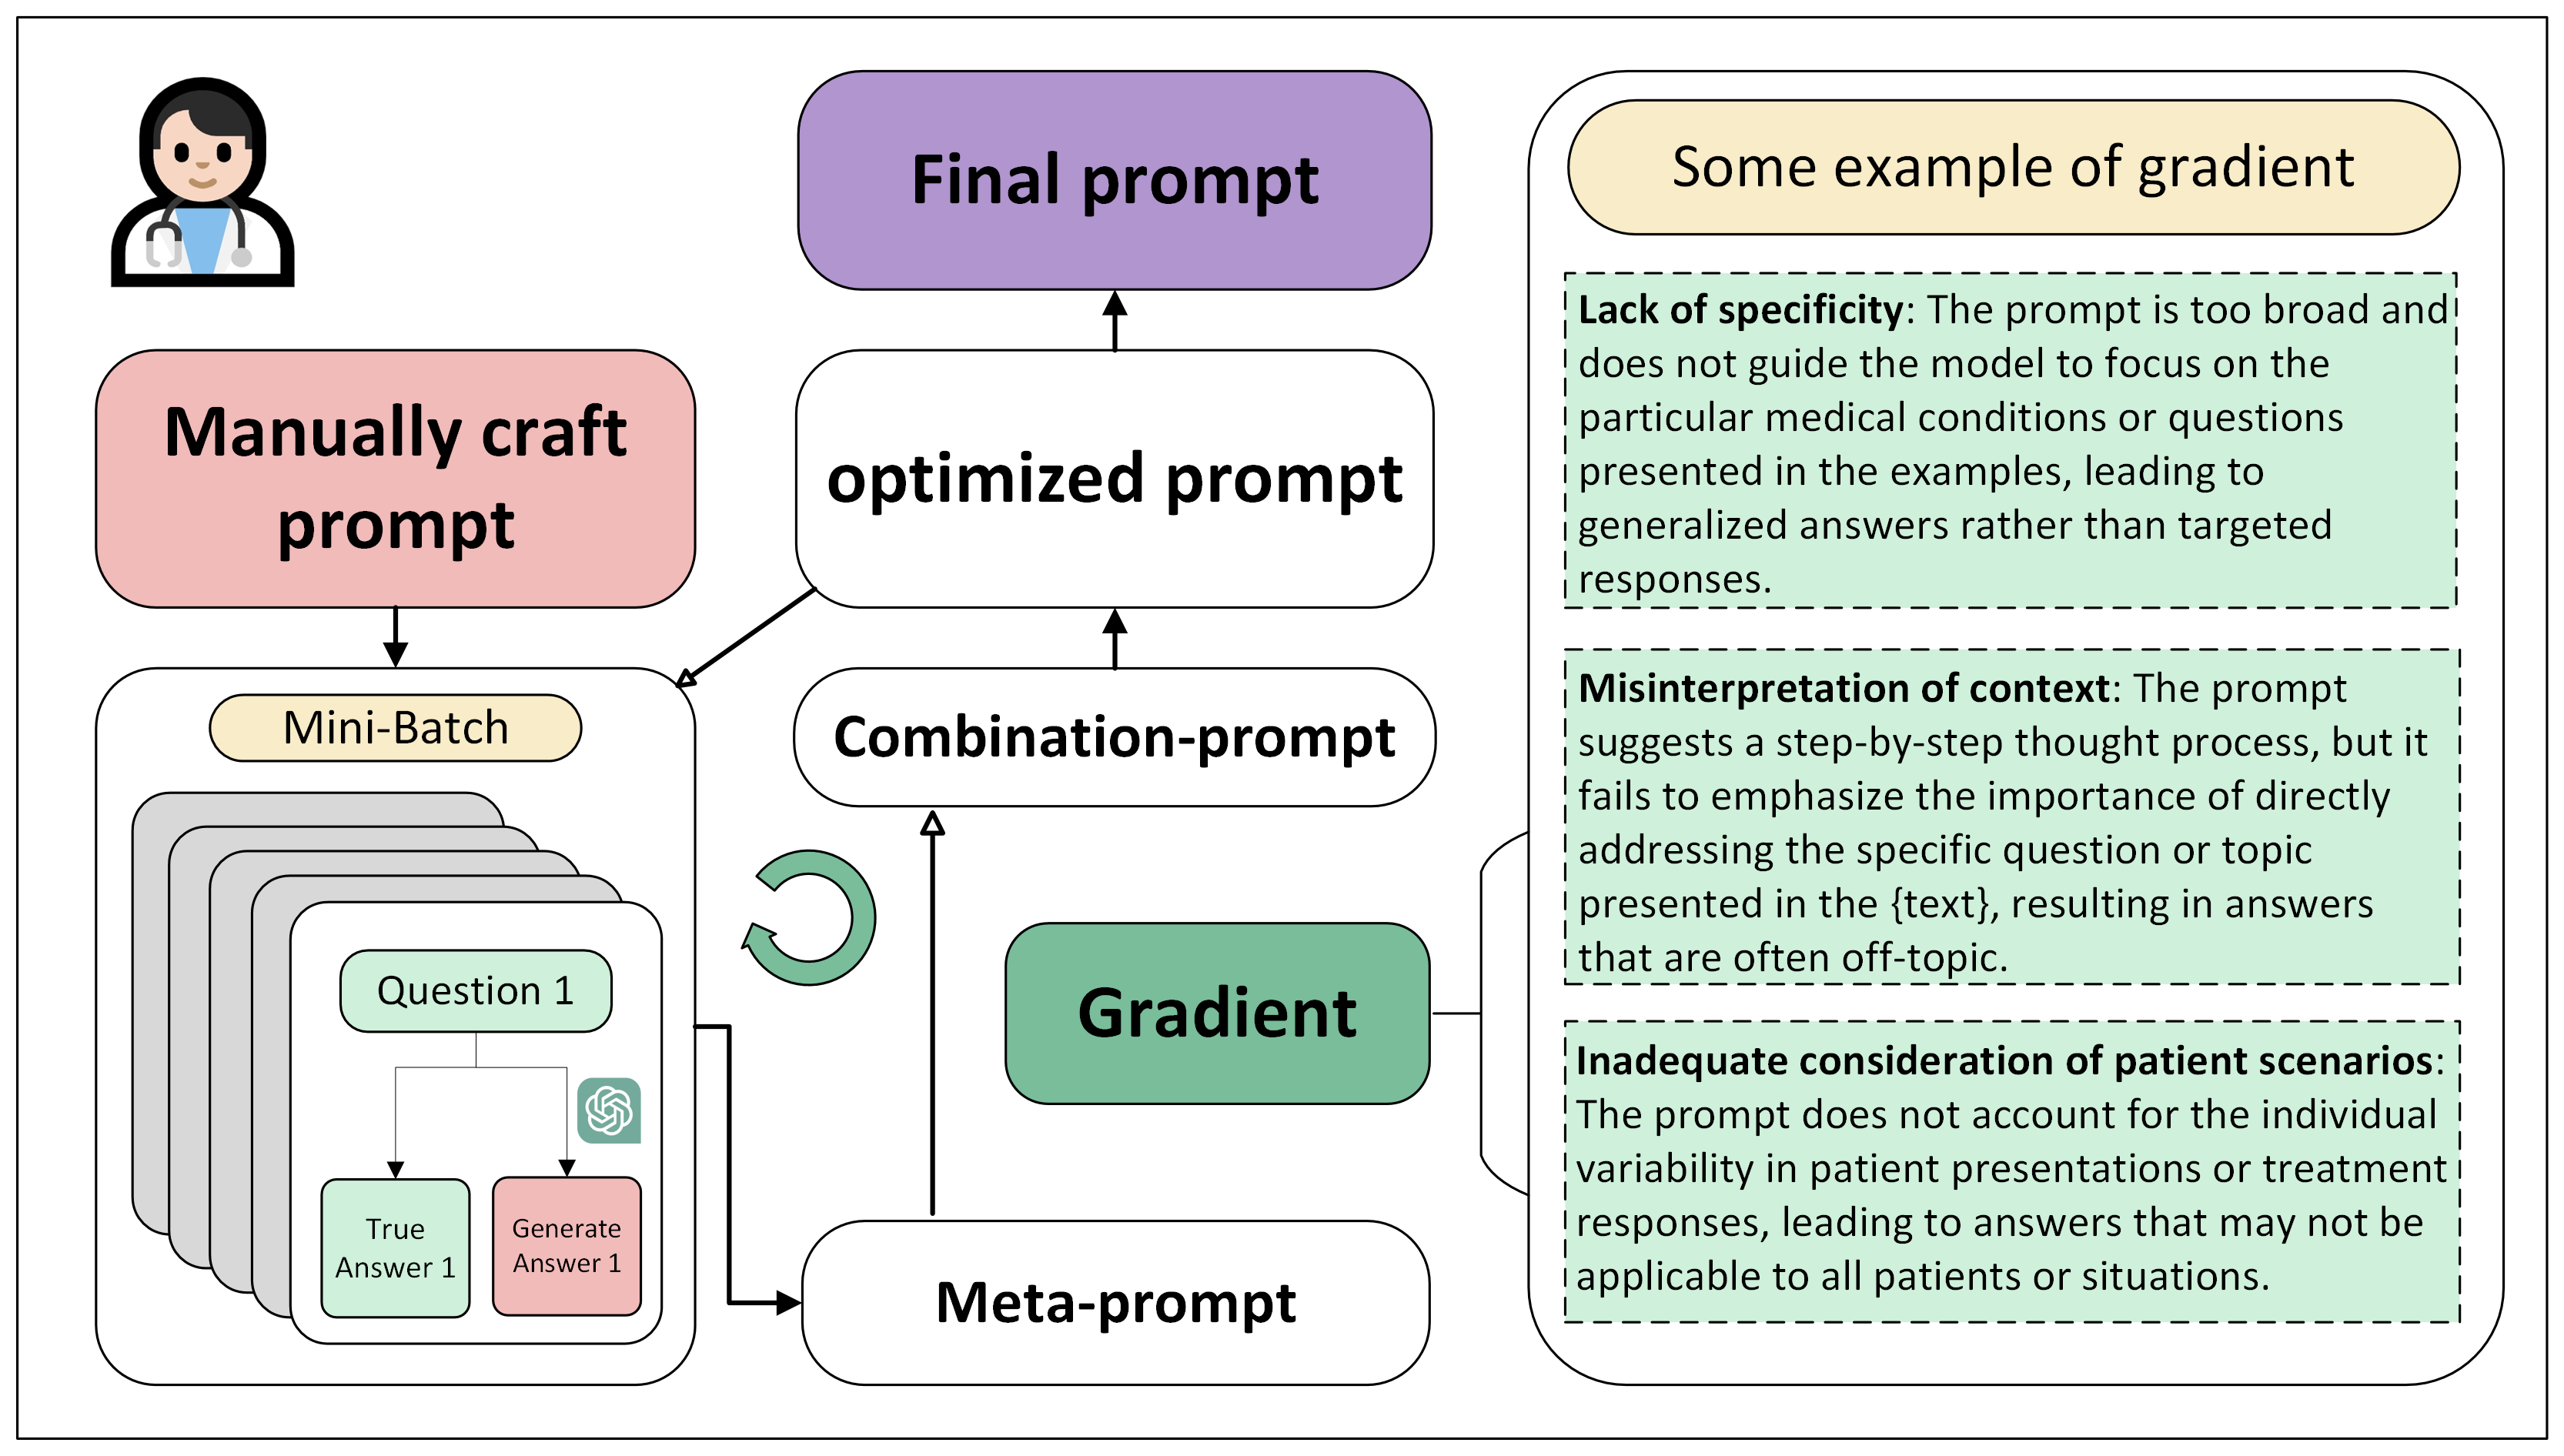 Final prompt
Manually craft
prompt
optimized prompt
Mini-Batch
Combination-prompt
Question 1
True
Answer 1
Generate
Answer 1
Gradient
Meta-prompt
Some example of gradient
Lack of specificity: The prompt is too broad and
does not guide the model to focus on the
particular medical conditions or questions
presented in the examples, leading to
generalized answers rather than targeted
responses.
Misinterpretation of context: The prompt
suggests a step-by-step thought process, but it
fails to emphasize the importance of directly
addressing the specific question or topic
presented in the {text}, resulting in answers
that are often off-topic.
Inadequate consideration of patient scenarios:
The prompt does not account for the individual
variability in patient presentations or treatment
responses, leading to answers that may not be
applicable to all patients or situations.